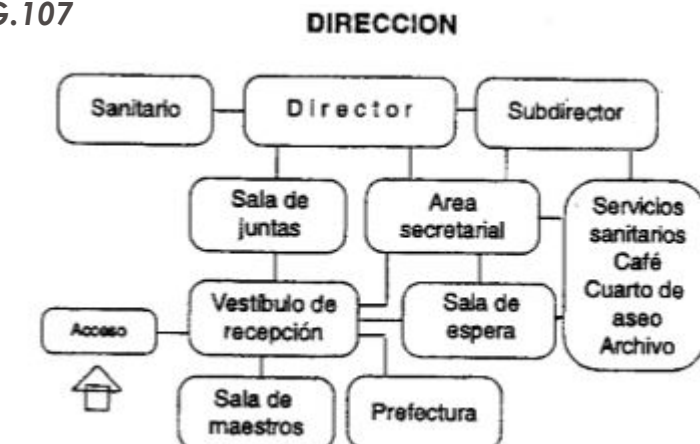 G.107
DIRECCION
Sanitario
Director
Subdirector
Sala de
juntas
Area
secretarial
Servicios
sanitarios
Café
Cuarto de
aseo
Archivo
Acceso
Vestíbulo de
recepción
Sala de
espera
Sala de
maestros
Prefectura